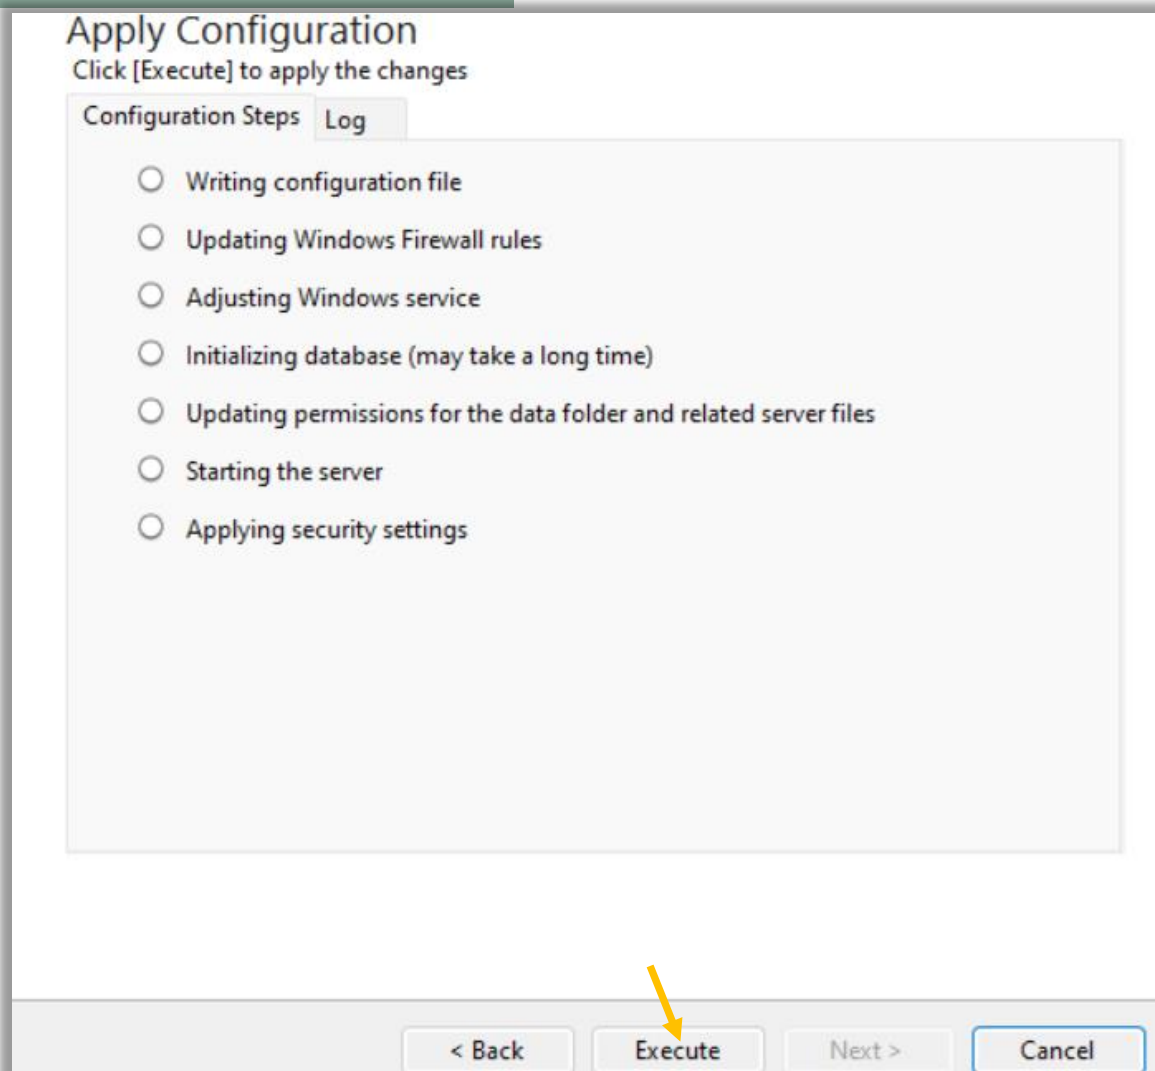 Apply Configuration
Click [Execute] to apply the changes
Configuration Steps Log
Writing configuration file
Updating Windows Firewall rules
Adjusting Windows service
Initializing database (may take a long time)
Updating permissions for the data folder and related server files
Starting the server
Applying security settings
< Back Execute Next > Cancel